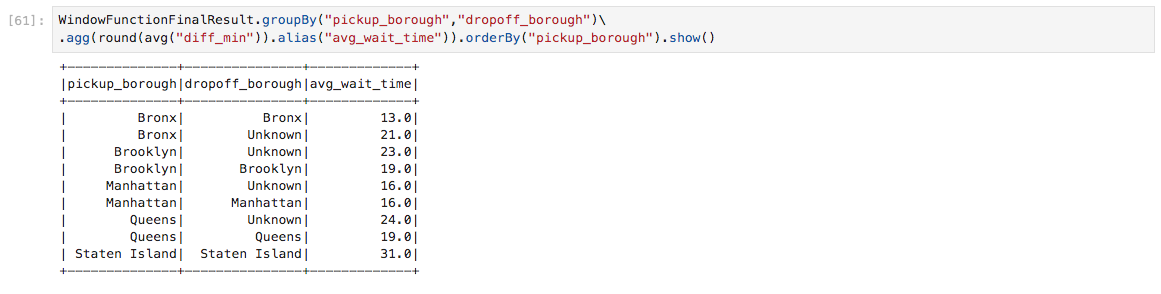 [61]: WindowFunctionFinalResult.groupBy("pickup_borough","dropoff_borough")\
.agg(round(avg("diff_min")).alias("avg_wait_time")).orderBy("pickup_borough").show()
+--------------+---------------+-------------+
|pickup_borough|dropoff_borough|avg_wait_time|
+--------------+---------------+-------------+
|         Bronx|          Bronx|         13.0|
|         Bronx|        Unknown|         21.0|
|      Brooklyn|        Unknown|         23.0|
|      Brooklyn|       Brooklyn|         19.0|
|     Manhattan|        Unknown|         16.0|
|     Manhattan|      Manhattan|         16.0|
|        Queens|        Unknown|         24.0|
|        Queens|         Queens|         19.0|
| Staten Island|  Staten Island|         31.0|
+--------------+---------------+-------------+